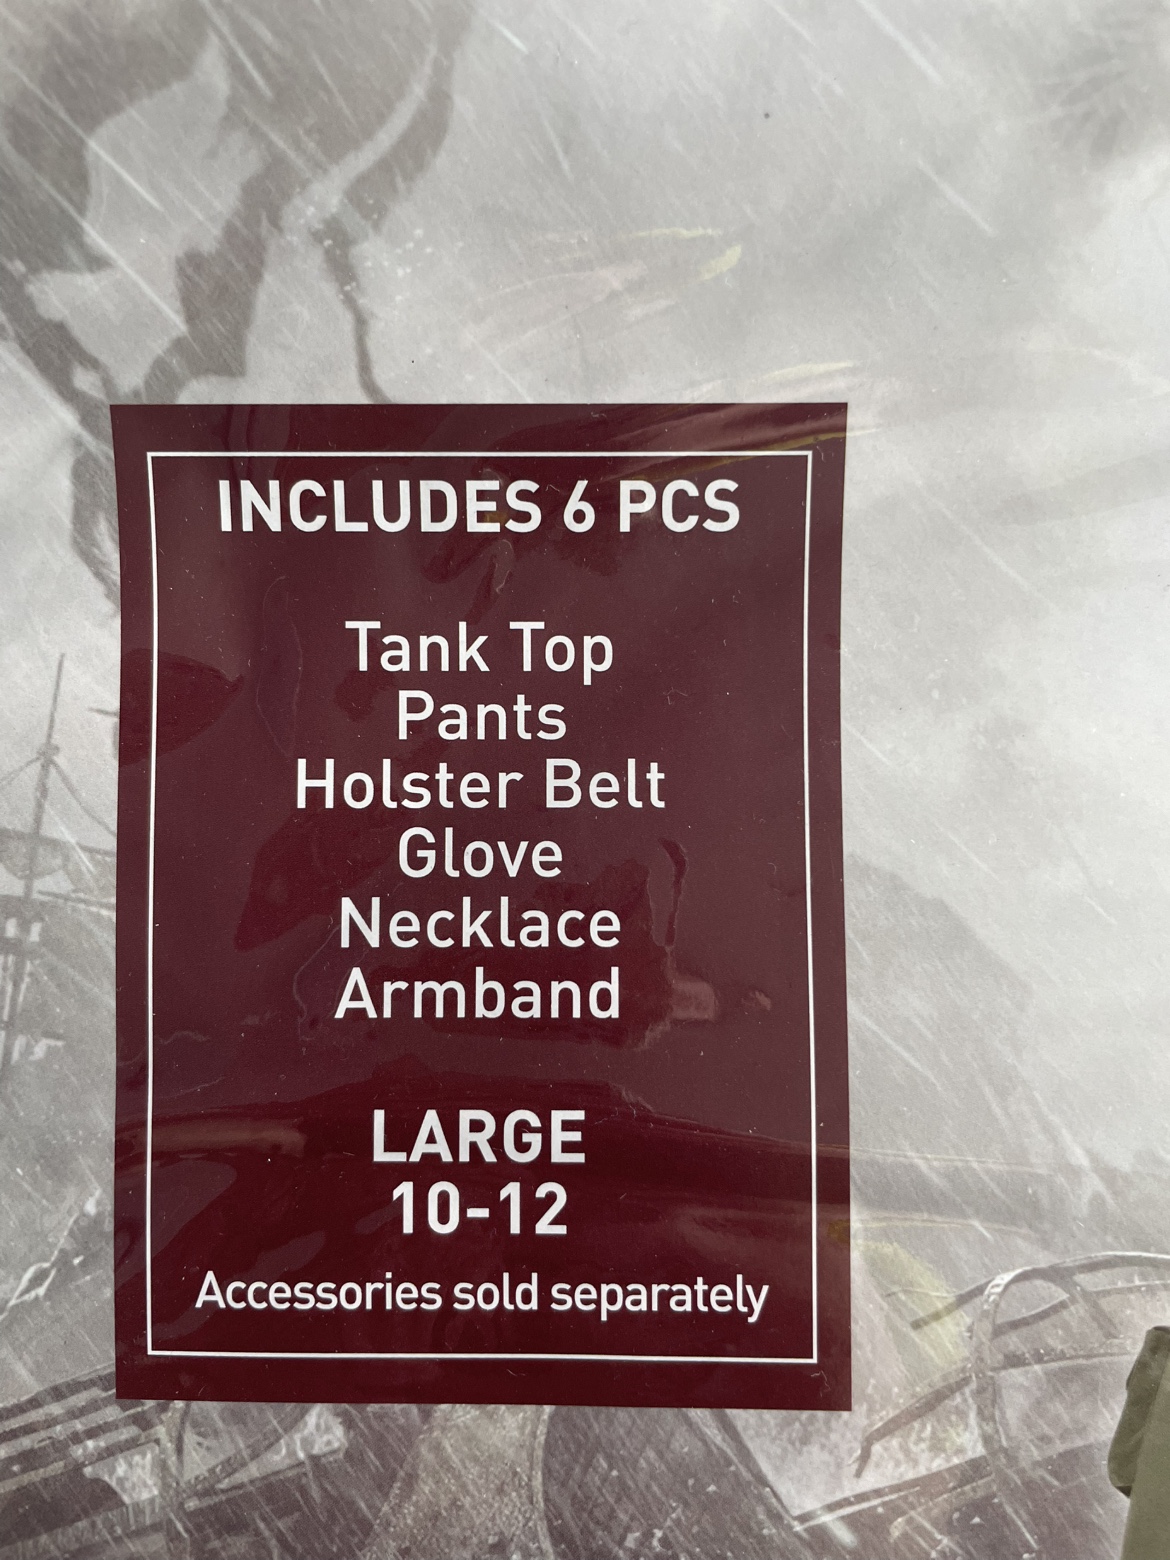 INCLUDES 6 PCS
Tank Top
Pants
Holster Belt
Glove
Necklace
Armband
LARGE
10-12
Accessories sold separately